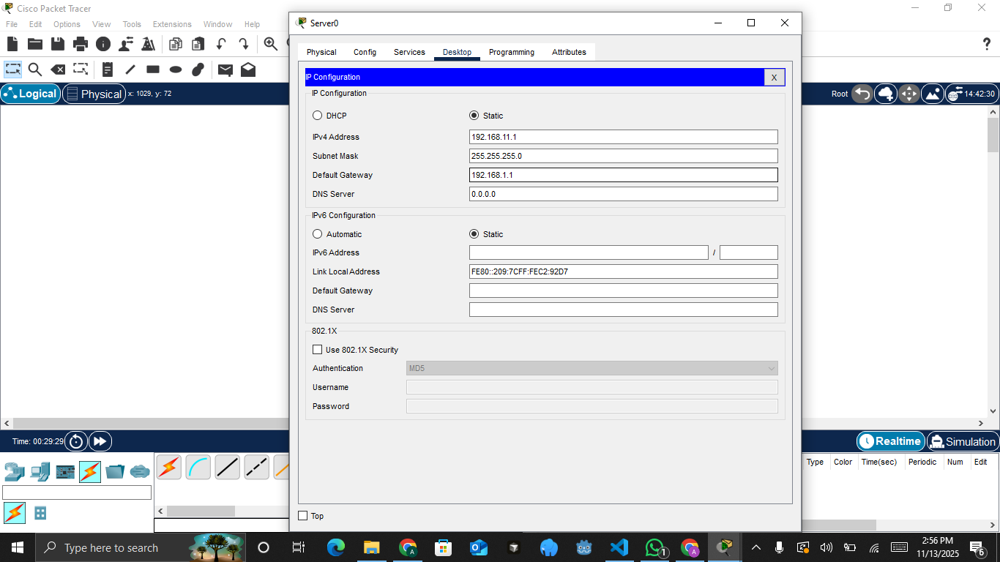 Cisco Packet Tracer
Server0
File Edit Options View Tools Extensions Window Help
Physical Config Services Desktop Programming Attributes
IP Configuration X
Logical Physical x: 1029, y: 72
Root 14:42:30
IP Configuration
DHCP Static
IPv4 Address 192.168.11.1
Subnet Mask 255.255.255.0
Default Gateway 192.168.1.1
DNS Server 0.0.0.0
IPv6 Configuration
Automatic Static
IPv6 Address /
Link Local Address FE80::209:7CFF:FEC2:92D7
Default Gateway
DNS Server
802.1X
Use 802.1X Security
Authentication MD5
Username
Password
Time: 00:29:29
Realtime Simulation
Type Color Time(sec) Periodic Num Edit
Top
Type here to search
1
2:56 PM
11/13/2025
6